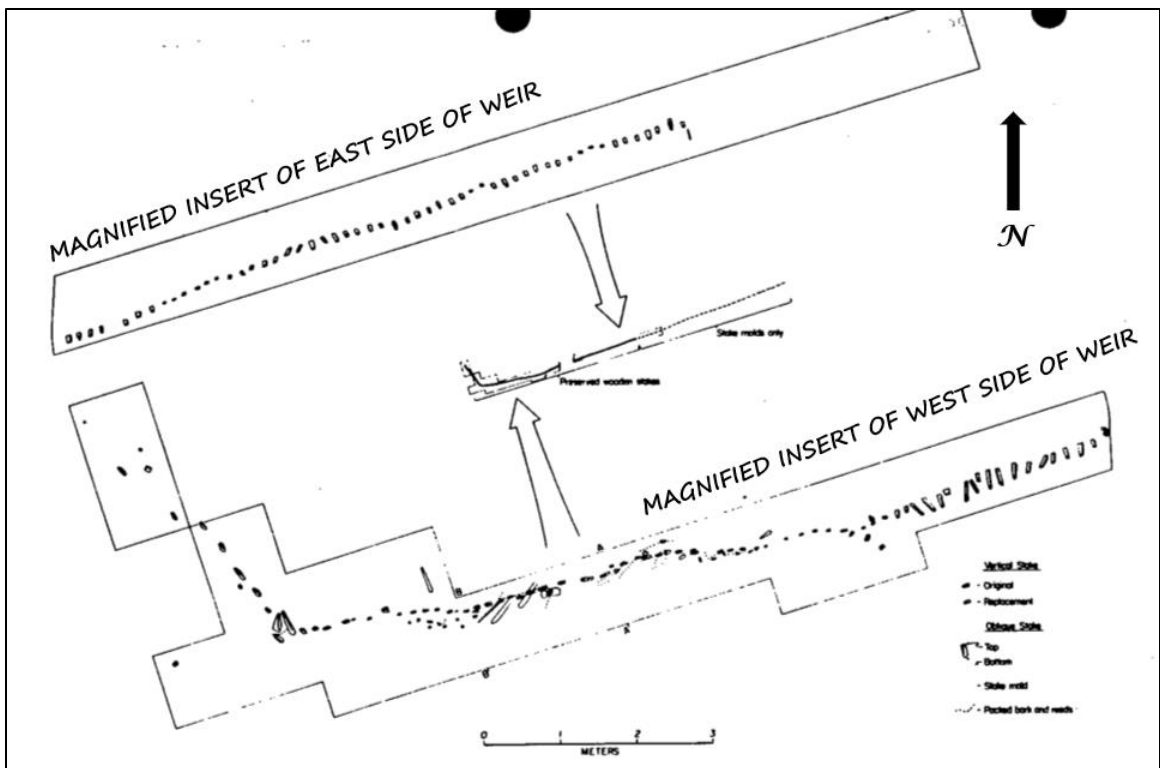 MAGNIFIED INSERT OF EAST SIDE OF WEIR
N
Stake molds only
Preserved wooden stakes
MAGNIFIED INSERT OF WEST SIDE OF WEIR
A
B
A'
B'
Vertical Stake
- Original
- Replacement
Oblique Stake
Top
Bottom
- Stake mold
- Packed bark and reeds
0 1 2 3
METERS